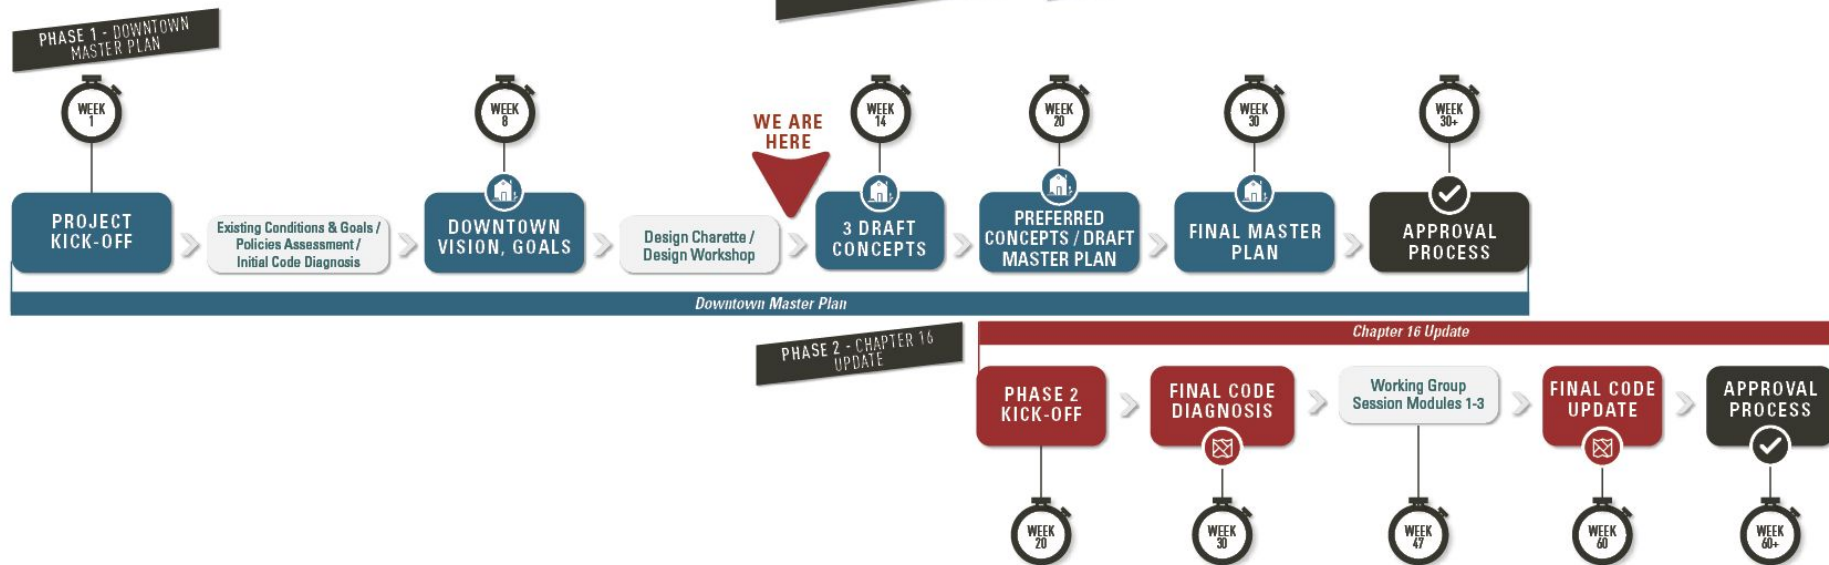 PHASE 1 - DOWNTOWN
MASTER PLAN
WEEK
1
WEEK
8
WE ARE
HERE
WEEK
14
WEEK
20
WEEK
30
WEEK
30+
PROJECT
KICK-OFF
Existing Conditions & Goals /
Policies Assessment /
Initial Code Diagnosis
DOWNTOWN
VISION, GOALS
Design Charette /
Design Workshop
3 DRAFT
CONCEPTS
PREFERRED
CONCEPTS / DRAFT
MASTER PLAN
FINAL MASTER
PLAN
APPROVAL
PROCESS
Downtown Master Plan
PHASE 2 - CHAPTER 16
UPDATE
Chapter 16 Update
PHASE 2
KICK-OFF
FINAL CODE
DIAGNOSIS
Working Group
Session Modules 1-3
FINAL CODE
UPDATE
APPROVAL
PROCESS
WEEK
20
WEEK
30
WEEK
47
WEEK
60
WEEK
60+